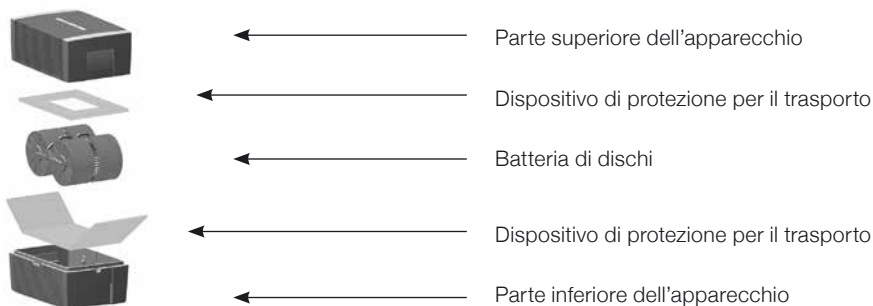 Parte superiore dell’apparecchio
Dispositivo di protezione per il trasporto
Batteria di dischi
Dispositivo di protezione per il trasporto
Parte inferiore dell’apparecchio